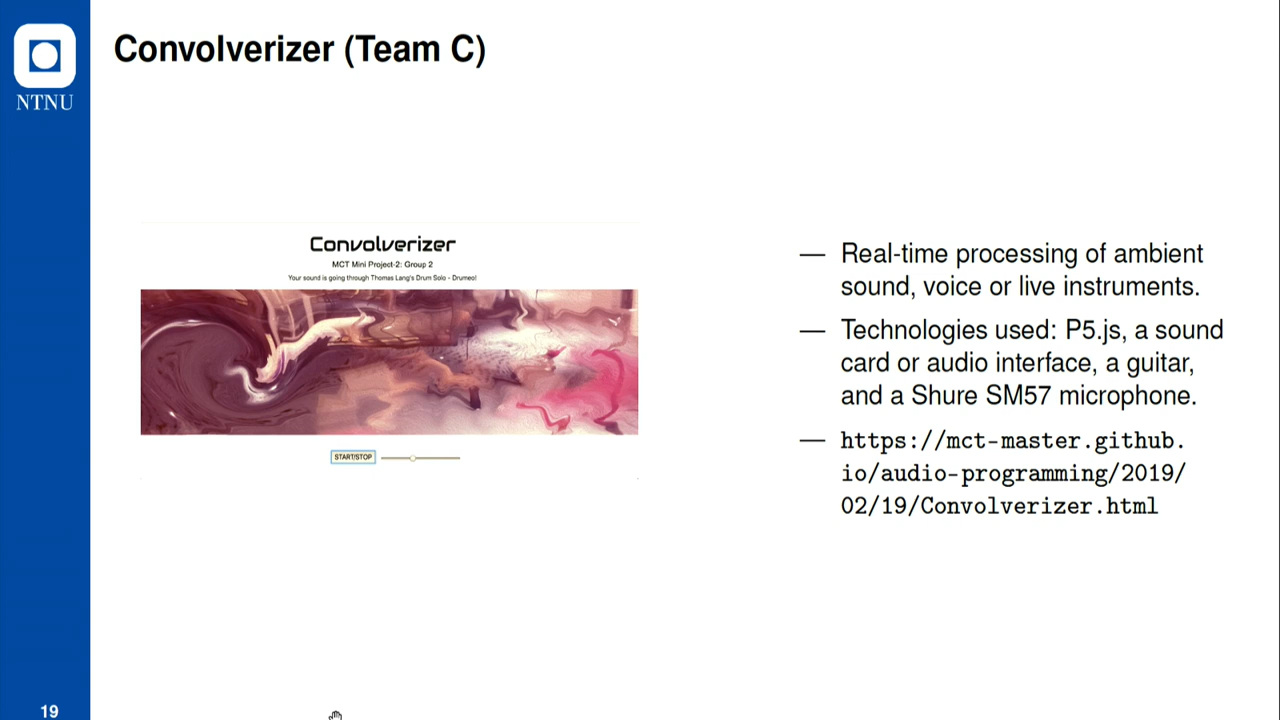 NTNU
Convolverizer (Team C)
Convolverizer
MCT Mini Project-2: Group 2
Your sound is going through Thomas Lang's Drum Solo - Drumeo!
START/STOP
— Real-time processing of ambient
sound, voice or live instruments.
— Technologies used: P5.js, a sound
card or audio interface, a guitar,
and a Shure SM57 microphone.
— https://mct-master.github.
io/audio-programming/2019/
02/19/Convolverizer.html
19